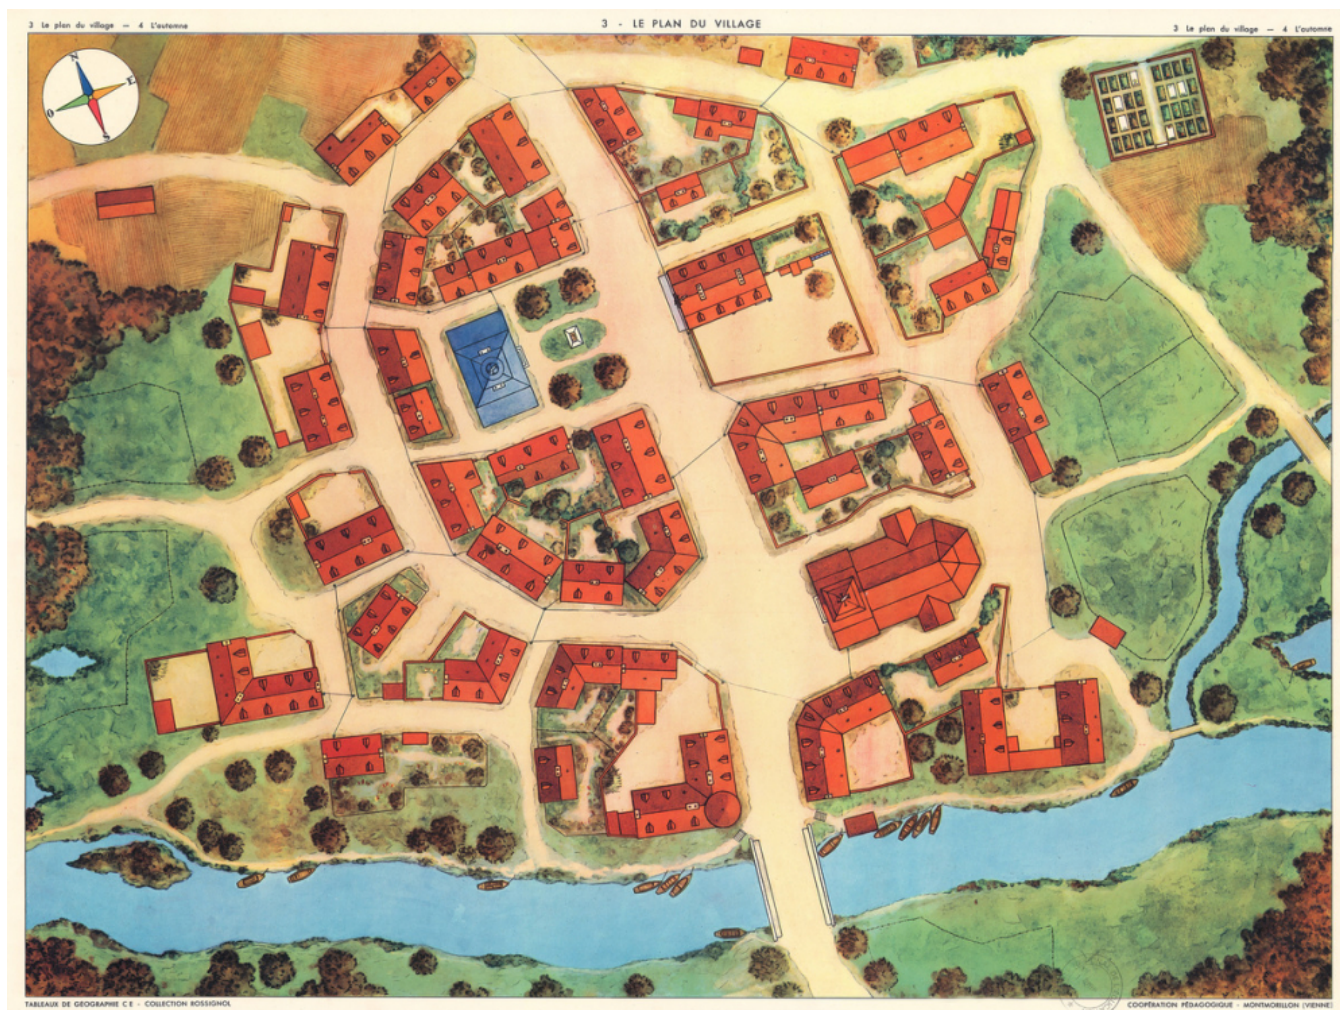 3 Le plan du village — 4 L'automne
3 - LE PLAN DU VILLAGE
3 Le plan du village — 4 L'automne
N
E
O
S
TABLEAUX DE GÉOGRAPHIE C E - COLLECTION ROSSIGNOL
COOPÉRATION PÉDAGOGIQUE - MONTMORILLON (VIENNE)